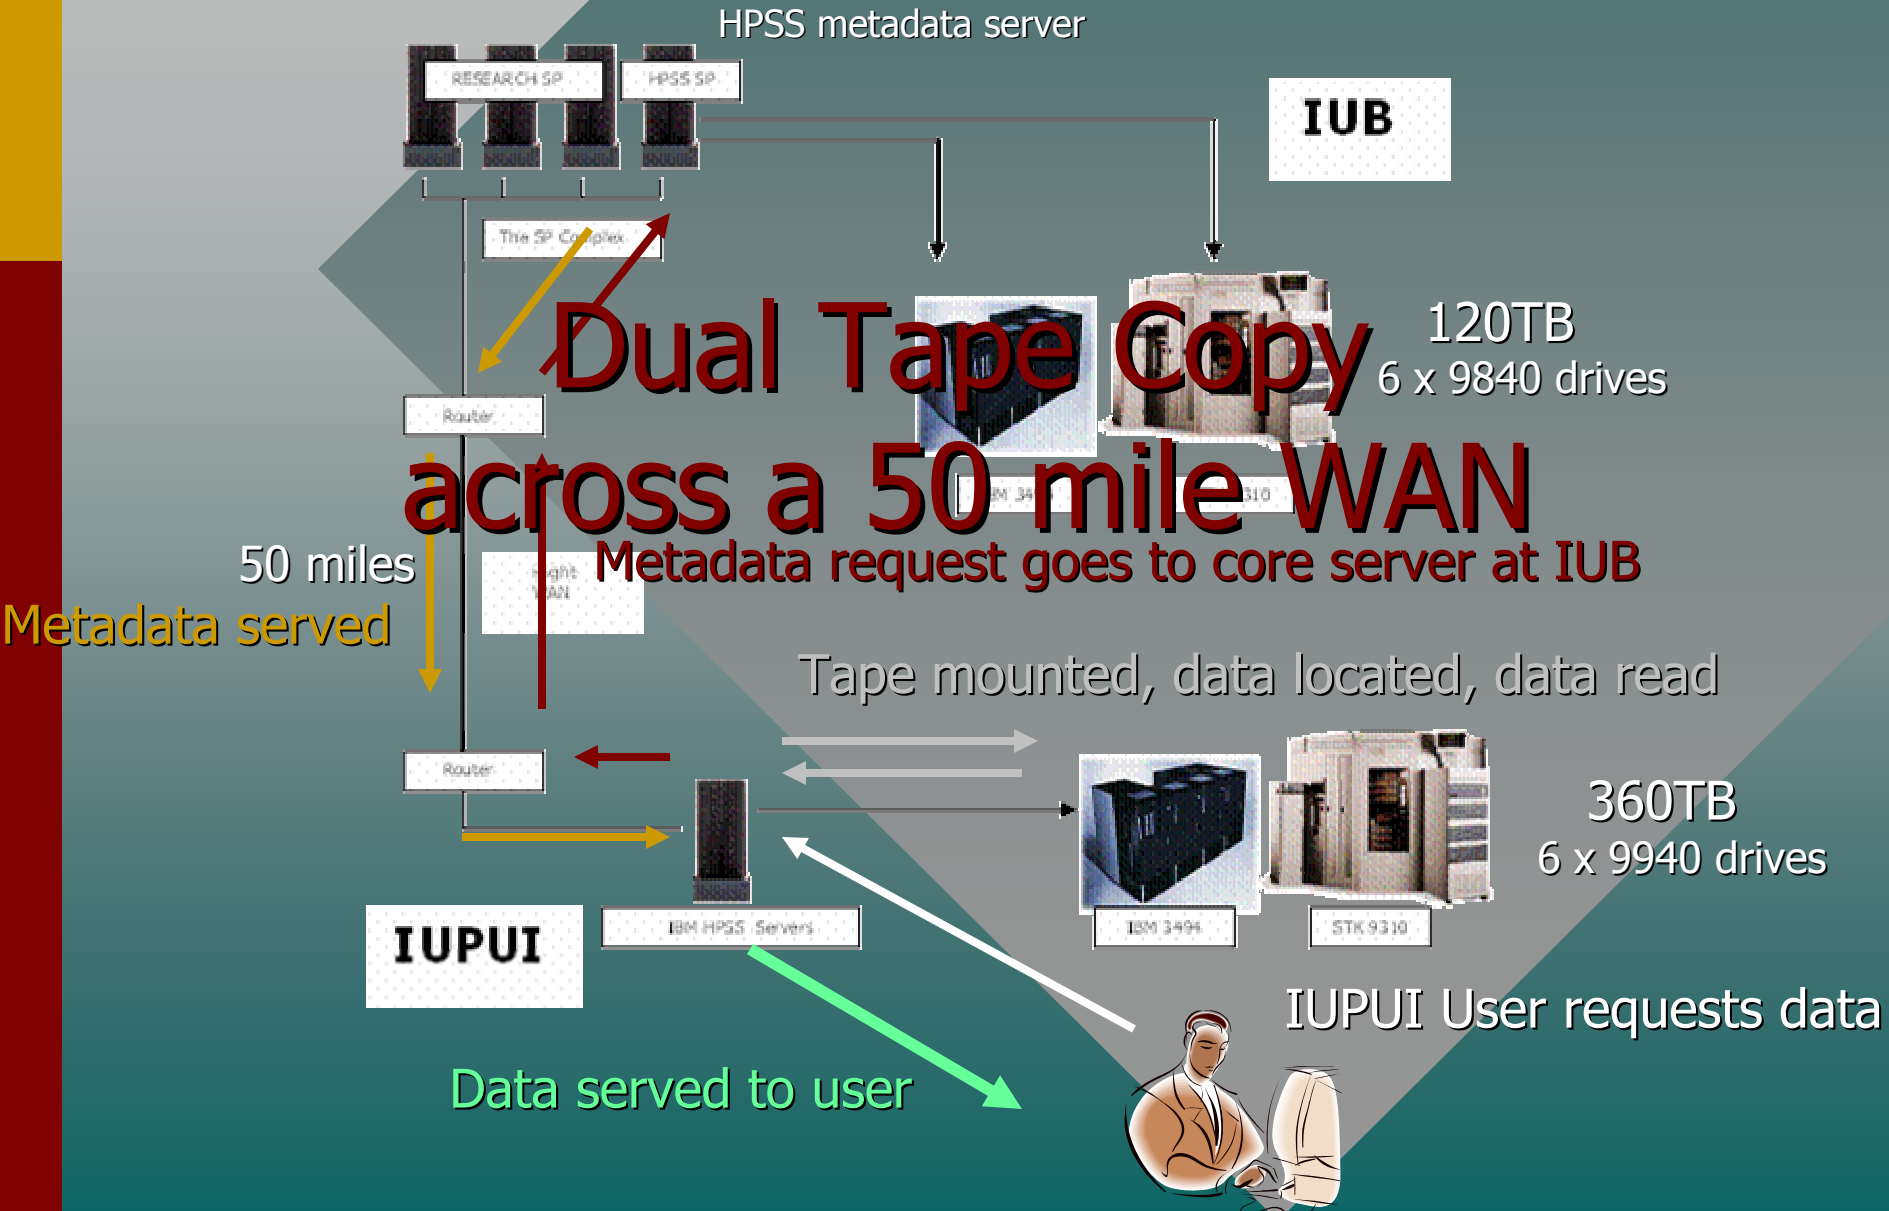 HPSS metadata server
RESEARCH SP
HPSS SP
IUB
The SP Complex
Dual Tape Copy
across a 50 mile WAN
120TB
6 x 9840 drives
Router
IBM
310
50 miles
WAN
Metadata request goes to core server at IUB
Metadata served
Tape mounted, data located, data read
Router
360TB
6 x 9940 drives
IUPUI
IBM HPSS Servers
IBM 3494
STK 9310
IUPUI User requests data
Data served to user